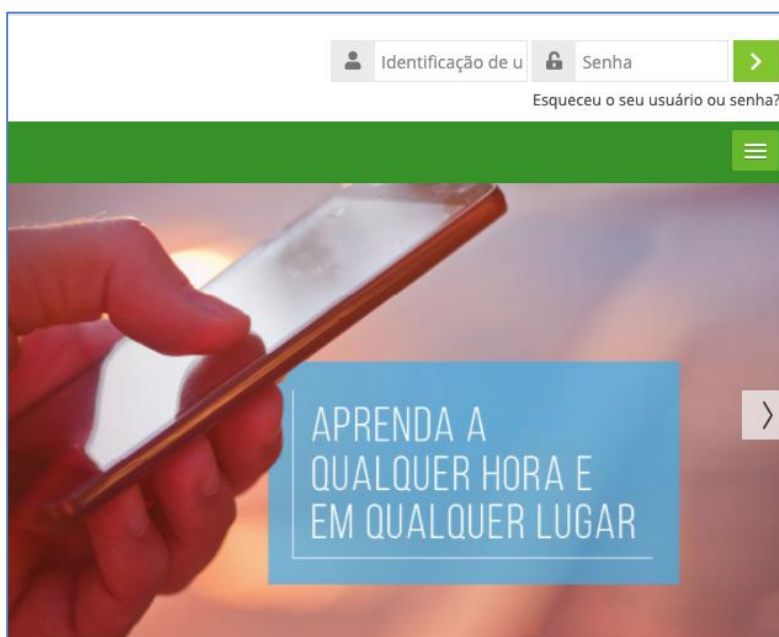 Identificação de u
Senha
Esqueceu o seu usuário ou senha?
APRENDA A
QUALQUER HORA E
EM QUALQUER LUGAR